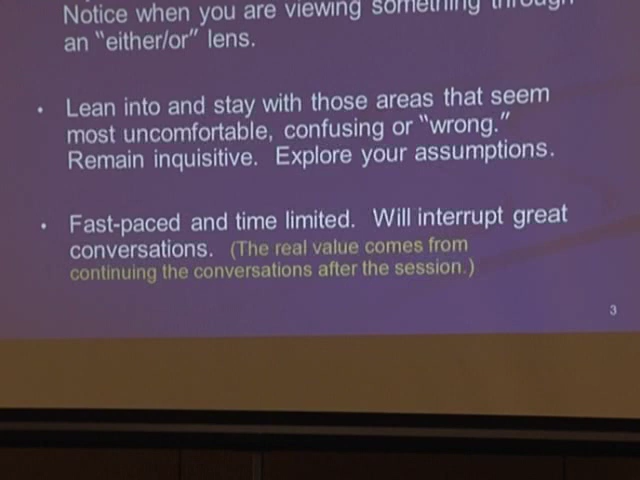 Notice when you are viewing something through
an "either/or" lens.
• Lean into and stay with those areas that seem
most uncomfortable, confusing or "wrong."
Remain inquisitive. Explore your assumptions.
• Fast-paced and time limited. Will interrupt great
conversations. (The real value comes from
continuing the conversations after the session.)
3